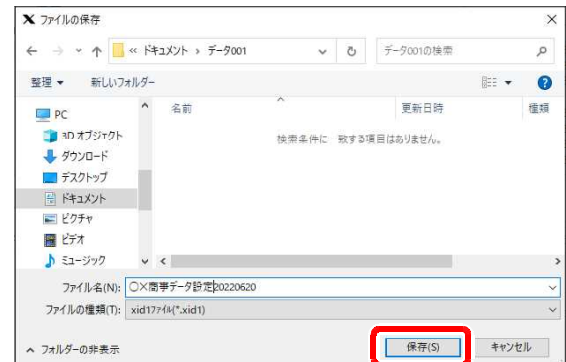 ファイルの保存
« ドキュメント › データ001
データ001の検索
整理 新しいフォルダー
名前 更新日時 種類
PC
3D オブジェクト
検索条件に一致する項目はありません。
ダウンロード
デスクトップ
ドキュメント
ピクチャ
ビデオ
ミュージック
ファイル名(N): 〇×商事データ設定20220620
ファイルの種類(T): xid1ファイル(*.xid1)
フォルダーの非表示 保存(S) キャンセル